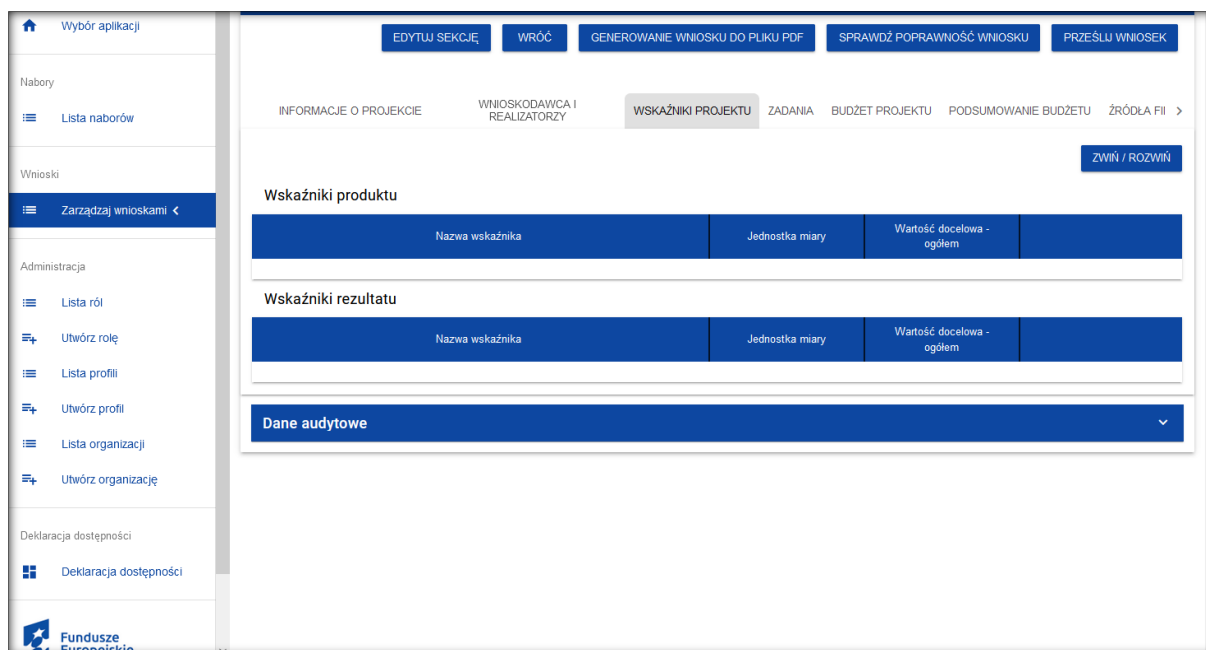 Wybór aplikacji
EDYTUJ SEKCJĘ
WRÓĆ
GENEROWANIE WNIOSKU DO PLIKU PDF
SPRAWDŹ POPRAWNOŚĆ WNIOSKU
PRZEŚLIJ WNIOSEK
Nabory
Lista naborów
INFORMACJE O PROJEKCIE
WNIOSKODAWCA I
REALIZATORZY
WSKAŹNIKI PROJEKTU
ZADANIA
BUDŻET PROJEKTU
PODSUMOWANIE BUDŻETU
ŹRÓDŁA FII
ZWIŃ / ROZWIŃ
Wnioski
Zarządzaj wnioskami
Wskaźniki produktu
Nazwa wskaźnika
Jednostka miary
Wartość docelowa -
ogółem
Wskaźniki rezultatu
Nazwa wskaźnika
Jednostka miary
Wartość docelowa -
ogółem
Dane audytowe
Administracja
Lista ról
Utwórz rolę
Lista profili
Utwórz profil
Lista organizacji
Utwórz organizację
Deklaracja dostępności
Deklaracja dostępności
Fundusze
Europejskie